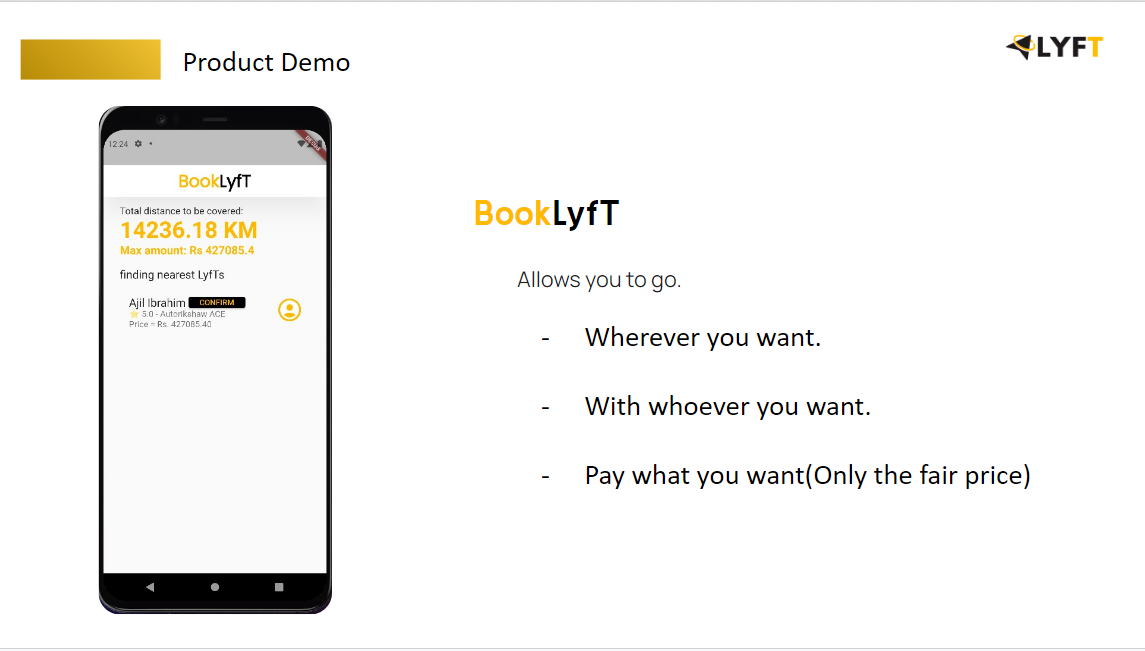 Product Demo
LYFT
12:24
BookLyfT
Total distance to be covered:
14236.18 KM
Max amount: Rs 427085.4
finding nearest LyfTs
Ajil Ibrahim CONFIRM
5.0 - Autorikshaw ACE
Price = Rs. 427085.40
BookLyfT
Allows you to go.
- Wherever you want.
- With whoever you want.
- Pay what you want(Only the fair price)